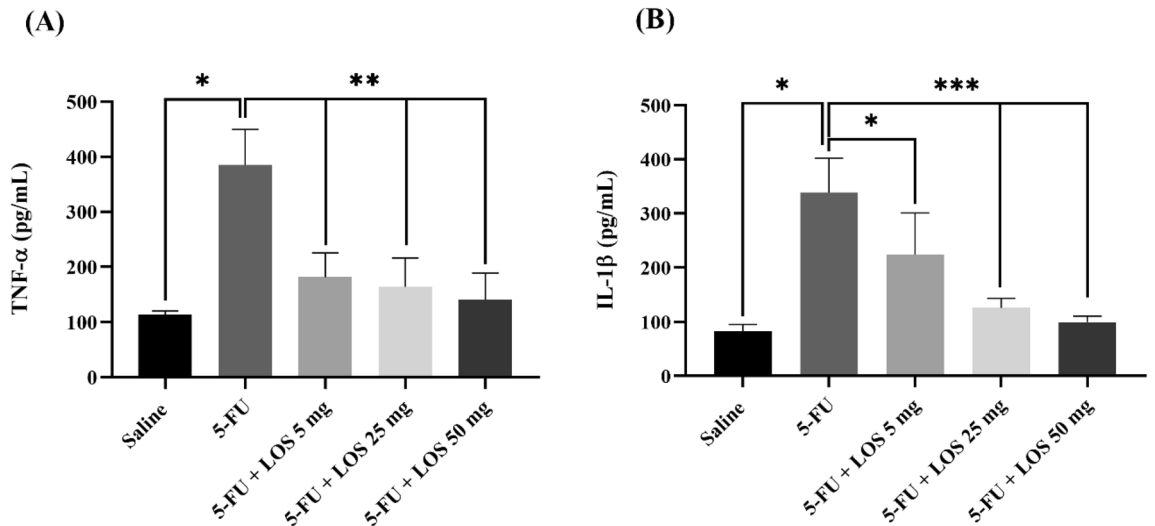 (A)
* **
500
400
300
200
100
0
TNF-α (pg/mL)
Saline
5-FU
5-FU + LOS 5 mg
5-FU + LOS 25 mg
5-FU + LOS 50 mg
(B)
* ***
*
500
400
300
200
100
0
IL-1β (pg/mL)
Saline
5-FU
5-FU + LOS 5 mg
5-FU + LOS 25 mg
5-FU + LOS 50 mg